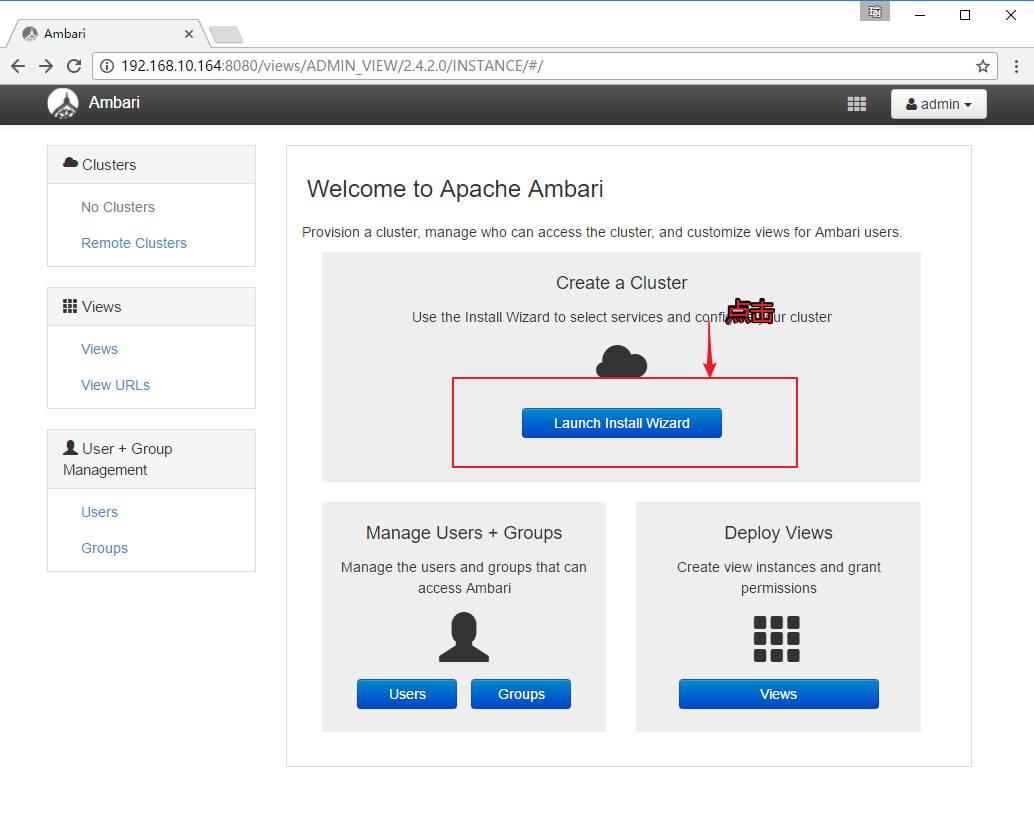 Ambari
192.168.10.164:8080/views/ADMIN_VIEW/2.4.2.0/INSTANCE/#/
Ambari
admin
Clusters
No Clusters
Remote Clusters
Views
Views
View URLs
User + Group
Management
Users
Groups
Welcome to Apache Ambari
Provision a cluster, manage who can access the cluster, and customize views for Ambari users.
Create a Cluster
点击
Use the Install Wizard to select services and configure your cluster
Launch Install Wizard
Manage Users + Groups
Manage the users and groups that can
access Ambari
Users
Groups
Deploy Views
Create view instances and grant
permissions
Views